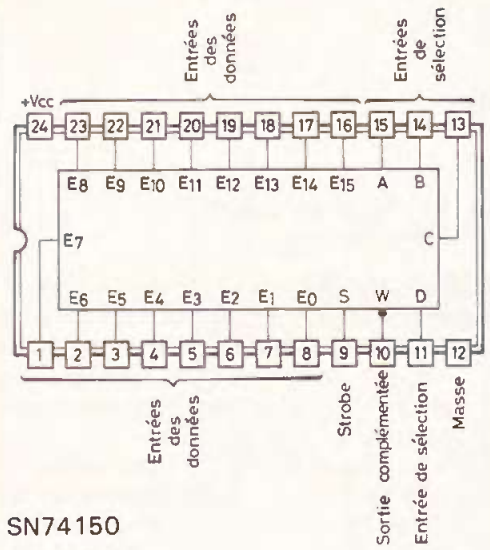 Entrées
des
données
Entrées
de
sélection
+Vcc
24 23 22 21 20 19 18 17 16 15 14 13
E8 E9 E10 E11 E12 E13 E14 E15 A B
E7
C
E6 E5 E4 E3 E2 E1 E0 S W D
1 2 3 4 5 6 7 8 9 10 11 12
Entrées
des
données
Strobe
Sortie complémentée
Entrée de sélection
Masse
SN74150